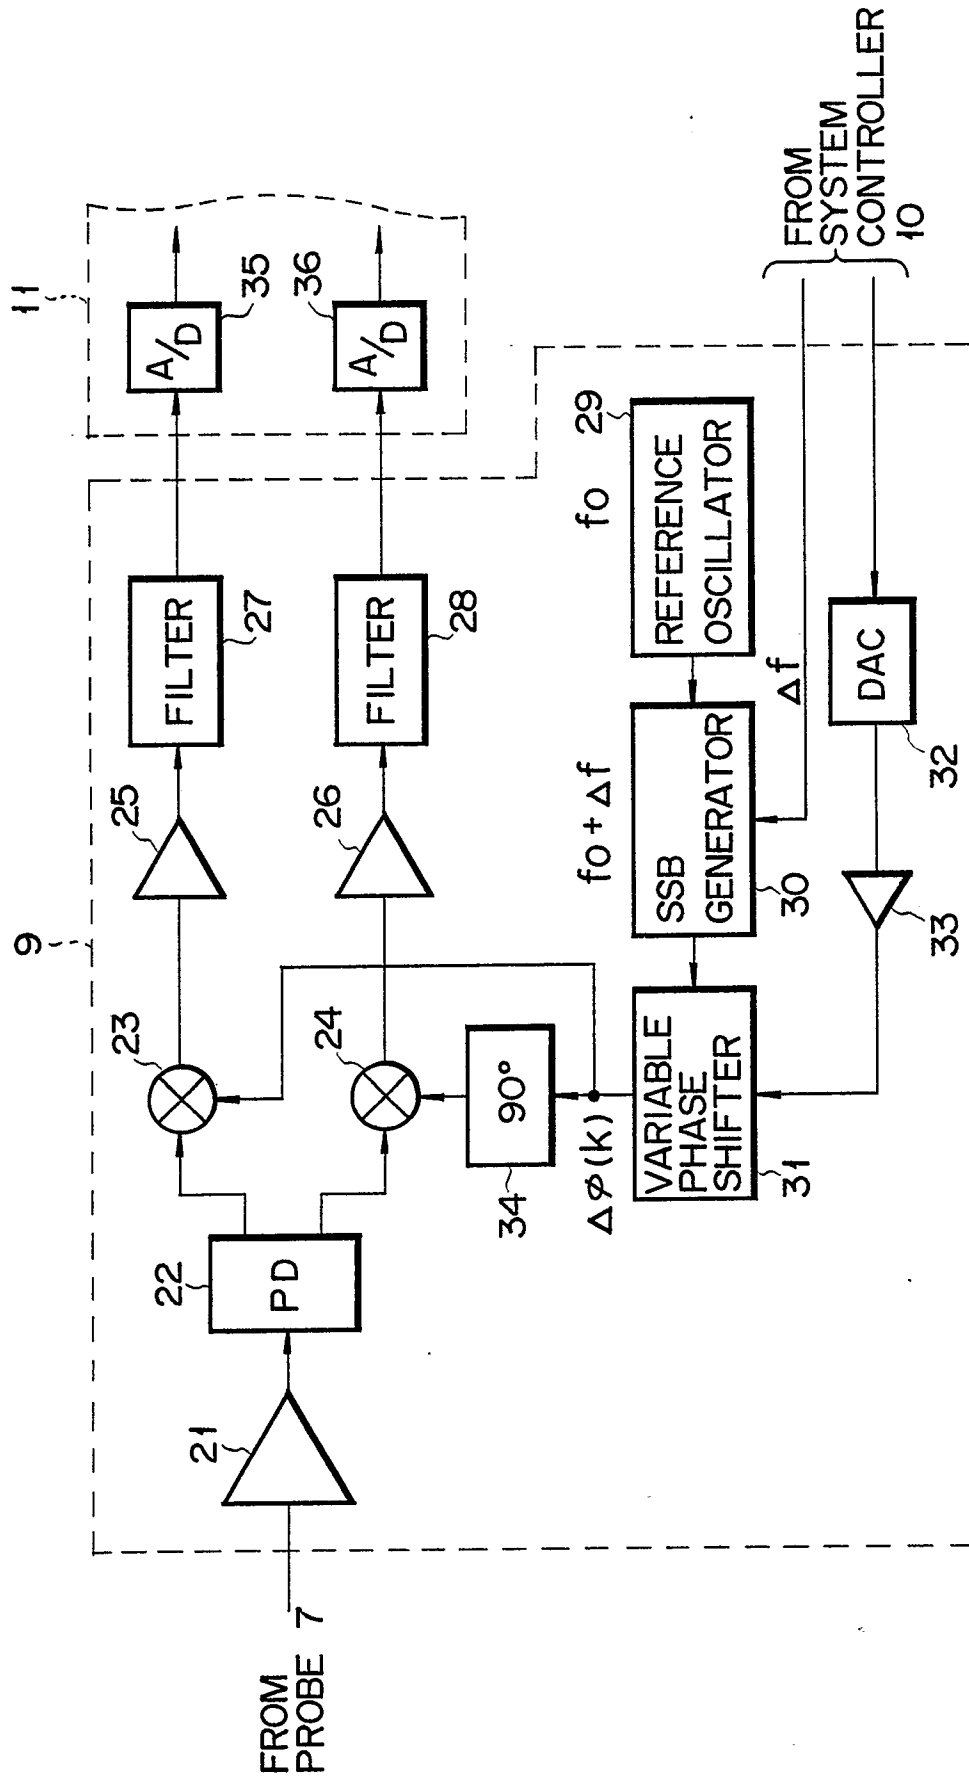 FROM
PROBE 7
21
22
PD
9
23
24
25
26
FILTER
27
FILTER
28
11
A/D
35
36
A/D
90°
34
Δφ(k)
VARIABLE
PHASE
SHIFTER
31
fo + Δf
SSB
GENERATOR
30
fo
29
REFERENCE
OSCILLATOR
Δf
33
DAC
32
FROM
SYSTEM
CONTROLLER
10